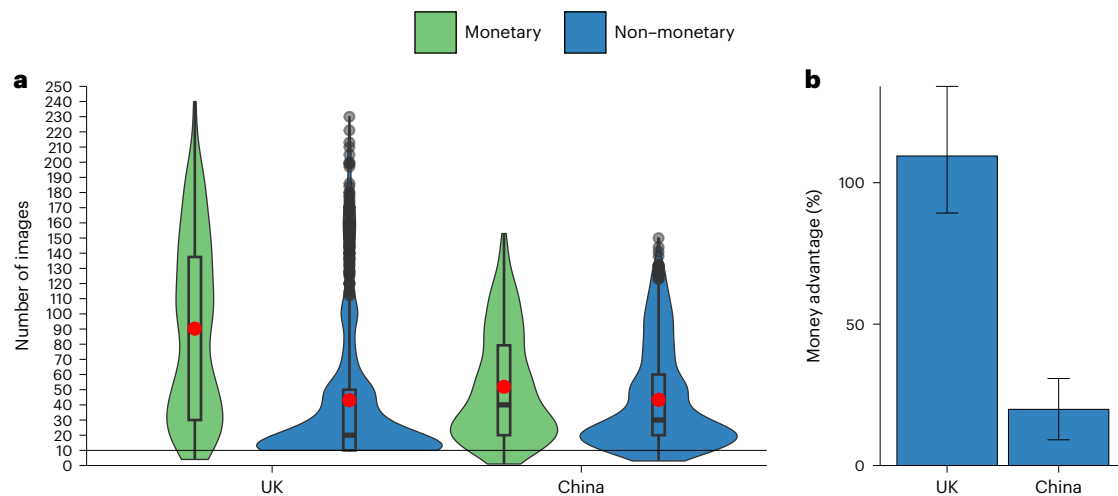 Monetary
Non–monetary
a
Number of images
250
240
230
220
210
200
190
180
170
160
150
140
130
120
110
100
90
80
70
60
50
40
30
20
10
0
UK
China
b
Money advantage (%)
100
50
0
UK
China